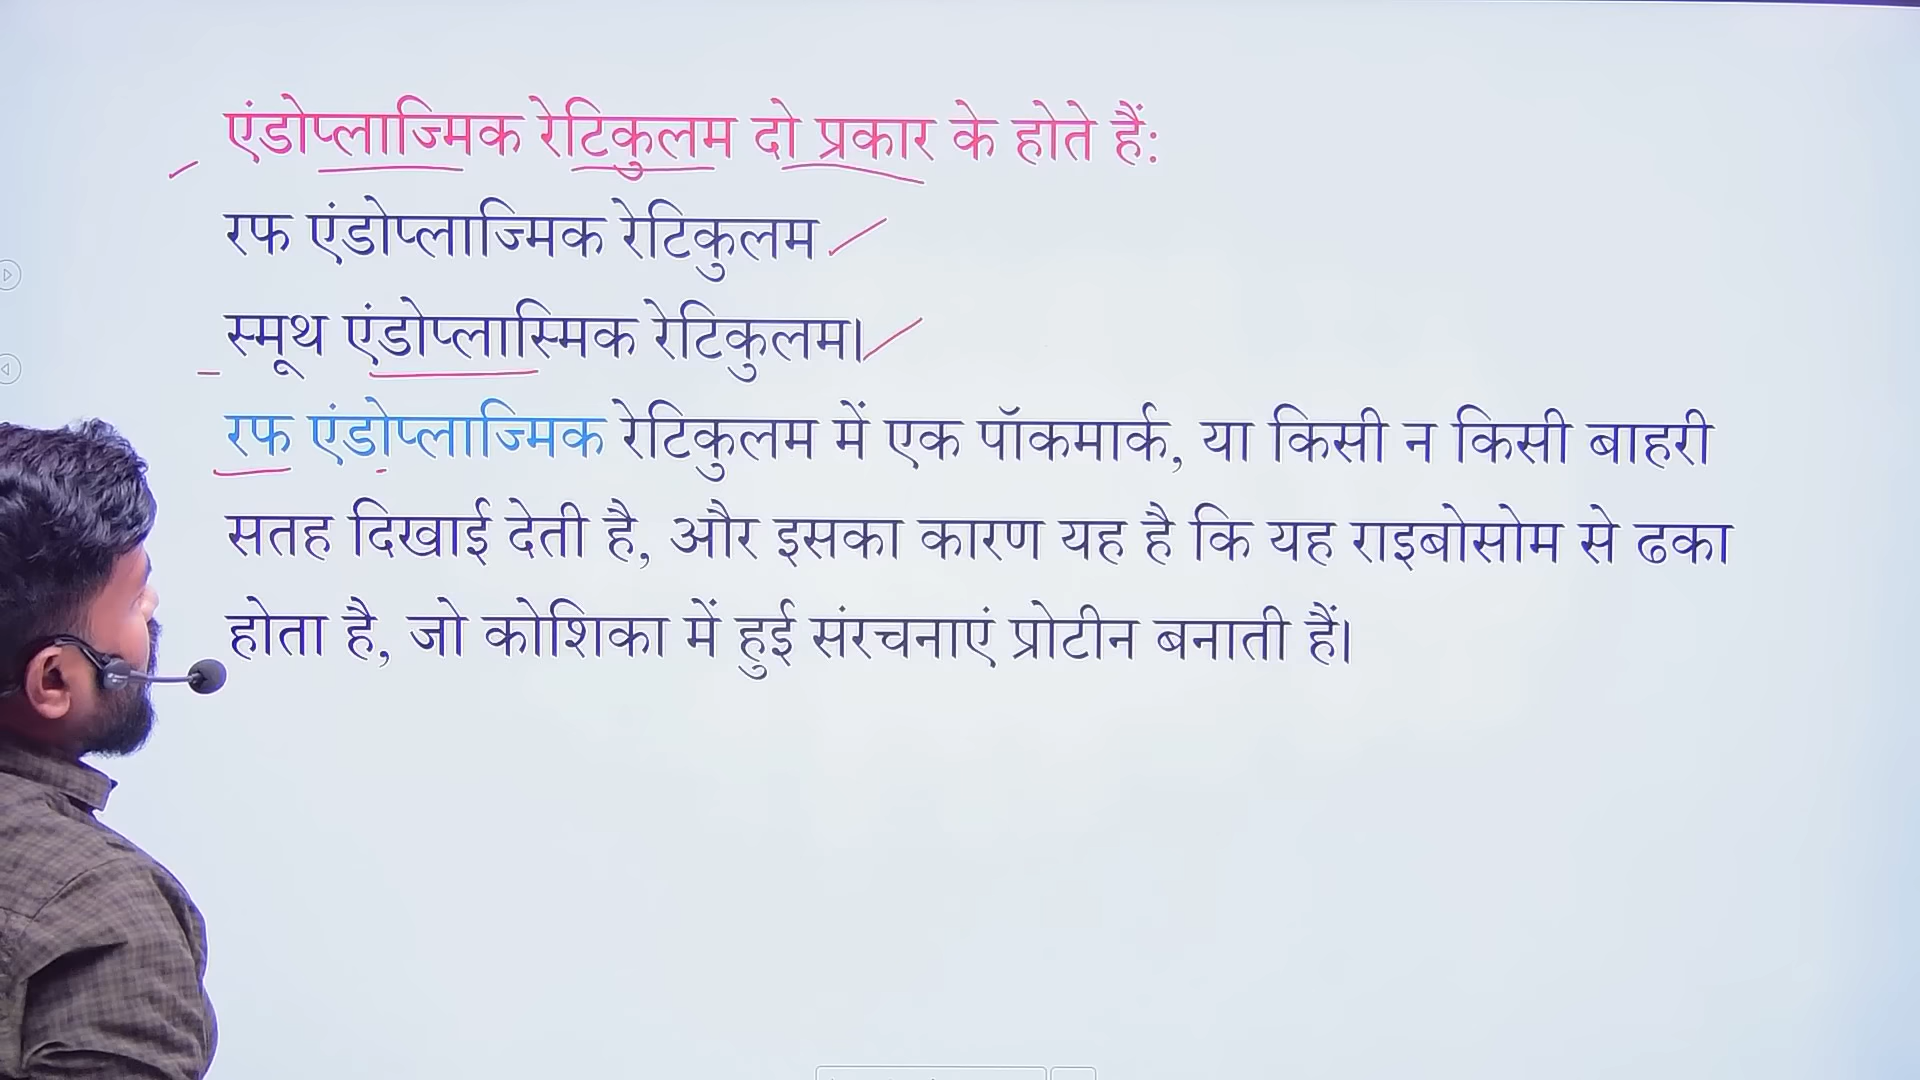 एंडोप्लाज्मिक रेटिकुलम दो प्रकार के होते हैं:
रफ एंडोप्लाज्मिक रेटिकुलम
स्मूथ एंडोप्लास्मिक रेटिकुलम।
रफ एंडोप्लाज्मिक रेटिकुलम में एक पॉकमार्क, या किसी न किसी बाहरी
सतह दिखाई देती है, और इसका कारण यह है कि यह राइबोसोम से ढका
होता है, जो कोशिका में हुई संरचनाएं प्रोटीन बनाती हैं।